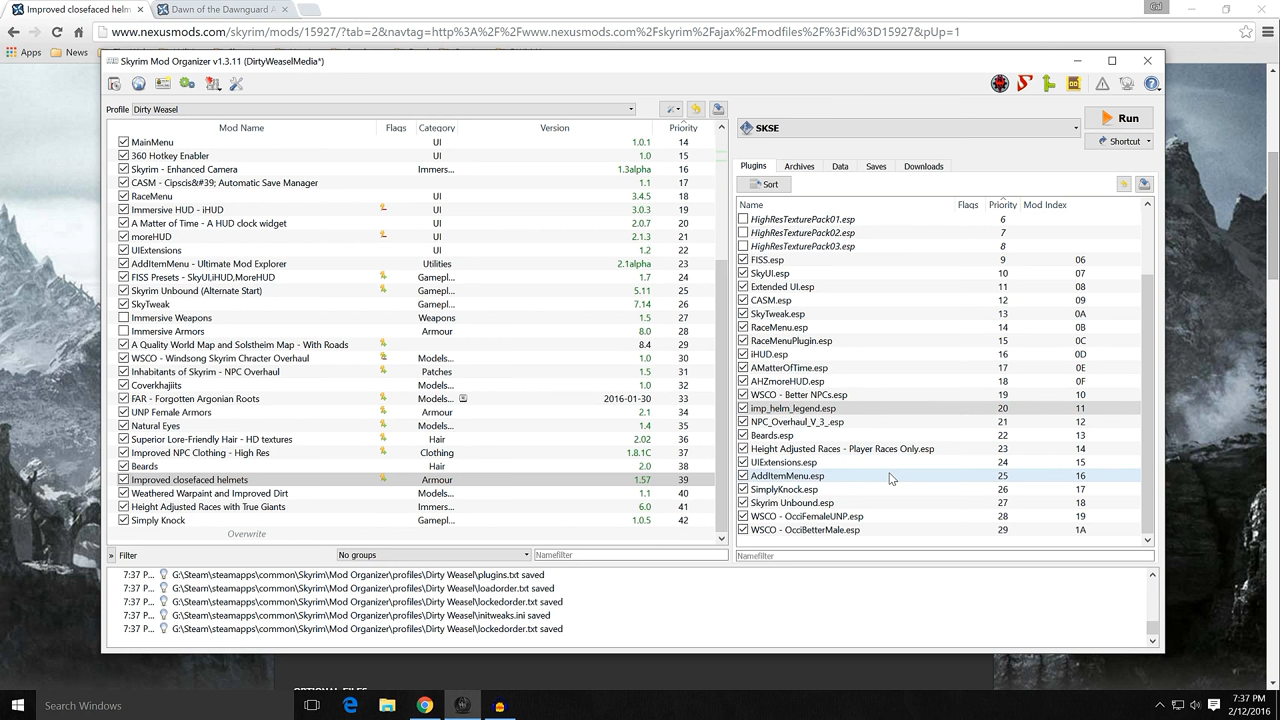 Improved closefaced helm
Dawn of the Dawnguard A
www.nexusmods.com/skyrim/mods/15927/?tab=2&navtag=http%3A%2F%2Fwww.nexusmods.com%2Fskyrim%2Fajax%2Fmodfiles%2F%3Fid%3D15927&pUp=1
Apps News
Skyrim Mod Organizer v1.3.11 (DirtyWeaselMedia*)
Profile Dirty Weasel
Mod Name Flags Category Version Priority
MainMenu UI 1.0.1 14
360 Hotkey Enabler UI 1.0 15
Skyrim - Enhanced Camera Immers... 1.3alpha 16
CASM - Cipscis&#39; Automatic Save Manager 1.1 17
RaceMenu UI 3.4.5 18
Immersive HUD - iHUD UI 3.0.3 19
A Matter of Time - A HUD clock widget UI 2.0.7 20
moreHUD UI 2.1.3 21
UIExtensions UI 1.2 22
AddItemMenu - Ultimate Mod Explorer Utilities 2.1alpha 23
FISS Presets - SkyUI,iHUD,MoreHUD Gamepl... 1.7 24
Skyrim Unbound (Alternate Start) Gamepl... 5.11 25
SkyTweak Gamepl... 7.14 26
Immersive Weapons Weapons 1.5 27
Immersive Armors Armour 8.0 28
A Quality World Map and Solstheim Map - With Roads 8.4 29
WSCO - Windsong Skyrim Chracter Overhaul Models... 1.0 30
Inhabitants of Skyrim - NPC Overhaul Patches 1.5 31
Coverkhajiits Models... 1.0 32
FAR - Forgotten Argonian Roots Models... 2016-01-30 33
UNP Female Armors Armour 2.1 34
Natural Eyes Models... 1.4 35
Superior Lore-Friendly Hair - HD textures Hair 2.02 36
Improved NPC Clothing - High Res Clothing 1.8.1C 37
Beards Hair 2.0 38
Improved closefaced helmets Armour 1.57 39
Weathered Warpaint and Improved Dirt Models... 1.1 40
Height Adjusted Races with True Giants Immers... 6.0 41
Simply Knock Gamepl... 1.0.5 42
Overwrite
» Filter No groups Namefilter
SKSE
Run
Shortcut
Plugins Archives Data Saves Downloads
Sort
Name Flags Priority Mod Index
HighResTexturePack01.esp 6
HighResTexturePack02.esp 7
HighResTexturePack03.esp 8
FISS.esp 9 06
SkyUI.esp 10 07
Extended UI.esp 11 08
CASM.esp 12 09
SkyTweak.esp 13 0A
RaceMenu.esp 14 0B
RaceMenuPlugin.esp 15 0C
iHUD.esp 16 0D
AMatterOfTime.esp 17 0E
AHZmoreHUD.esp 18 0F
WSCO - Better NPCs.esp 19 10
imp_helm_legend.esp 20 11
NPC_Overhaul_V_3_.esp 21 12
Beards.esp 22 13
Height Adjusted Races - Player Races Only.esp 23 14
UIExtensions.esp 24 15
AddItemMenu.esp 25 16
SimplyKnock.esp 26 17
Skyrim Unbound.esp 27 18
WSCO - OcciFemaleUNP.esp 28 19
WSCO - OcciBetterMale.esp 29 1A
Namefilter
7:37 P... G:\Steam\steamapps\common\Skyrim\Mod Organizer\profiles\Dirty Weasel\plugins.txt saved
7:37 P... G:\Steam\steamapps\common\Skyrim\Mod Organizer\profiles\Dirty Weasel\loadorder.txt saved
7:37 P... G:\Steam\steamapps\common\Skyrim\Mod Organizer\profiles\Dirty Weasel\lockedorder.txt saved
7:37 P... G:\Steam\steamapps\common\Skyrim\Mod Organizer\profiles\Dirty Weasel\initweaks.ini saved
7:37 P... G:\Steam\steamapps\common\Skyrim\Mod Organizer\profiles\Dirty Weasel\lockedorder.txt saved
Search Windows
7:37 PM
2/12/2016